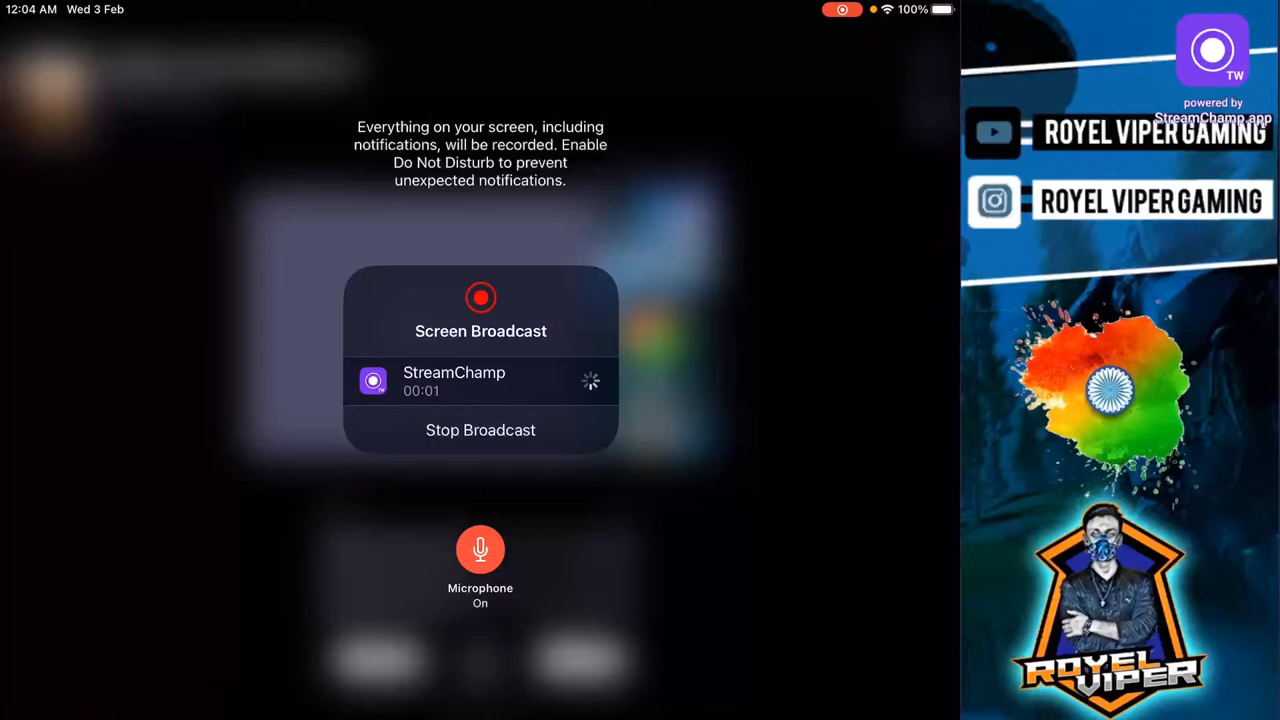 12:04 AM Wed 3 Feb
100%
Everything on your screen, including
notifications, will be recorded. Enable
Do Not Disturb to prevent
unexpected notifications.
Screen Broadcast
StreamChamp
00:01
Stop Broadcast
Microphone
On
TW
powered by
StreamChamp.app
ROYEL VIPER GAMING
ROYEL VIPER GAMING
ROYEL
VIPER